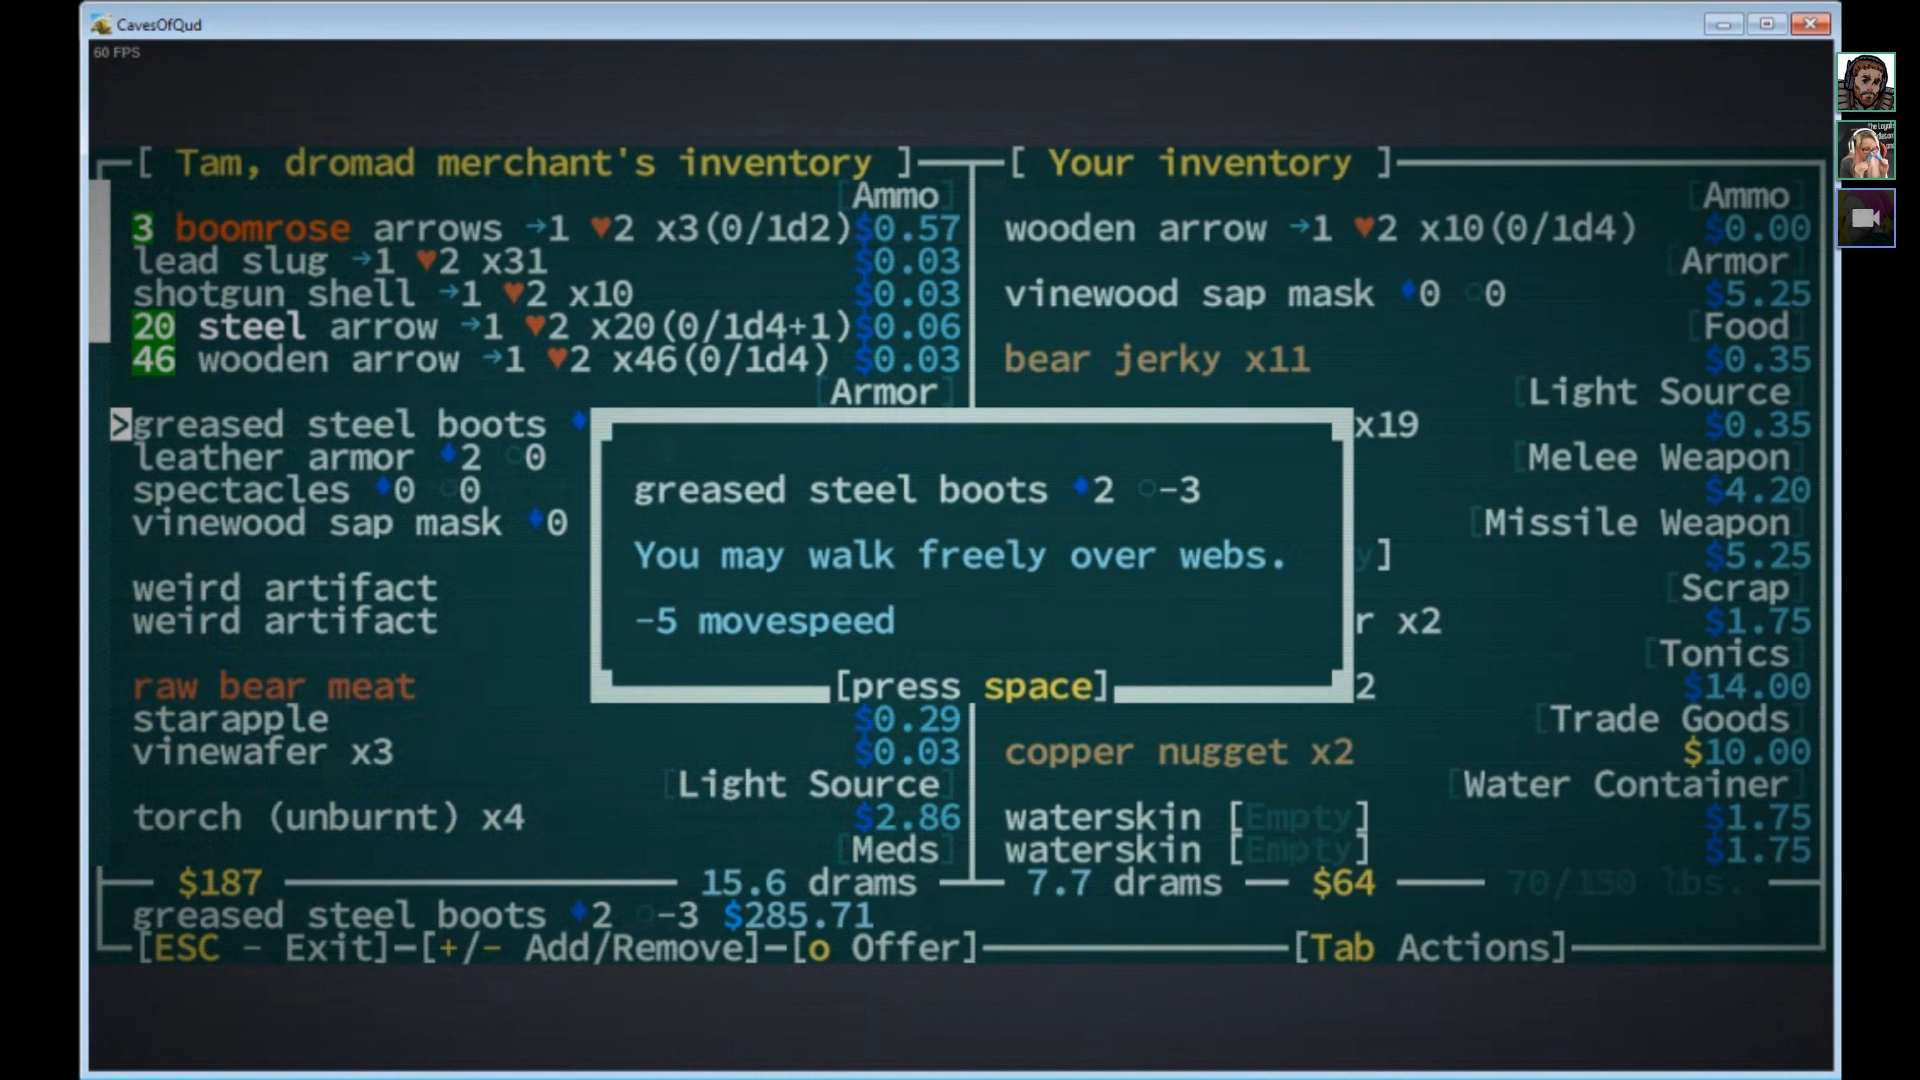 CavesOfQud
60 FPS
[ Tam, dromad merchant's inventory ]
[Ammo]
3 boomrose arrows →1 ♥2 x3(0/1d2) $0.57
lead slug →1 ♥2 x31 $0.03
shotgun shell →1 ♥2 x10 $0.03
20 steel arrow →1 ♥2 x20(0/1d4+1) $0.06
46 wooden arrow →1 ♥2 x46(0/1d4) $0.03
[Armor]
>greased steel boots ♦
leather armor ♦2 ○0
spectacles ♦0 ○0
vinewood sap mask ♦0
weird artifact
weird artifact
raw bear meat
starapple $0.29
vinewafer x3 $0.03
[Light Source]
torch (unburnt) x4 $2.86
[Meds]
[ Your inventory ]
[Ammo]
wooden arrow →1 ♥2 x10(0/1d4) $0.00
[Armor]
vinewood sap mask ♦0 ○0 $5.25
[Food]
bear jerky x11 $0.35
[Light Source]
x19 $0.35
[Melee Weapon]
$4.20
[Missile Weapon]
y] $5.25
[Scrap]
r x2 $1.75
[Tonics]
2 $14.00
[Trade Goods]
copper nugget x2 $10.00
[Water Container]
waterskin [Empty] $1.75
waterskin [Empty] $1.75
greased steel boots ♦2 ○-3
You may walk freely over webs.
-5 movespeed
[press space]
$187 15.6 drams 7.7 drams $64 70/150 lbs.
greased steel boots ♦2 ○-3 $285.71
[ESC - Exit]-[+/- Add/Remove]-[o Offer] [Tab Actions]